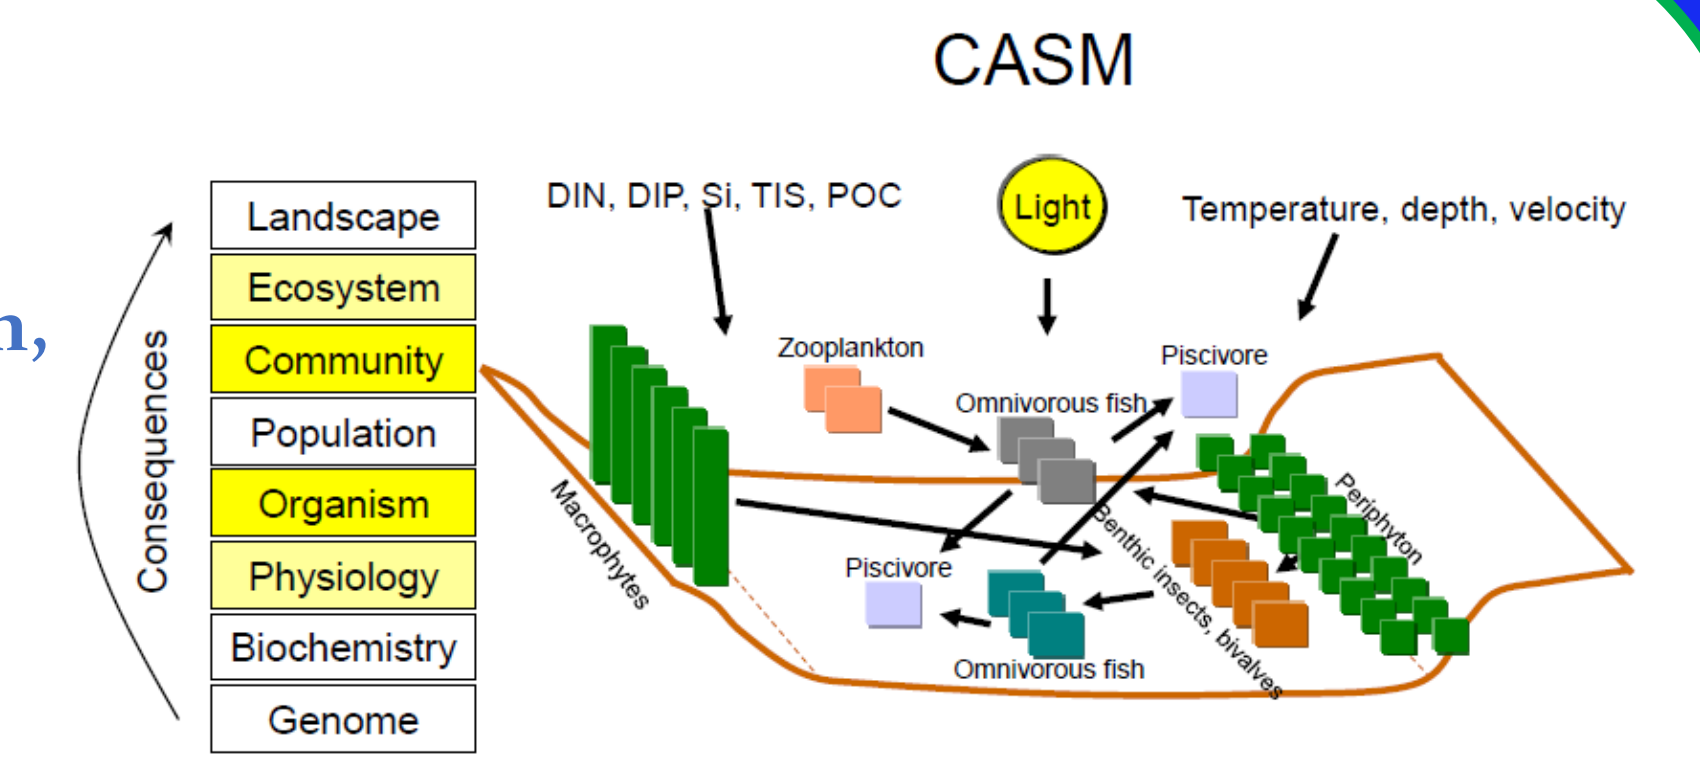 CASM
n,
Consequences
Landscape
Ecosystem
Community
Population
Organism
Physiology
Biochemistry
Genome
DIN, DIP, Si, TIS, POC
Light
Temperature, depth, velocity
Zooplankton
Piscivore
Omnivorous fish
Macrophytes
Periphyton
Benthic insects, bivalves
Piscivore
Omnivorous fish